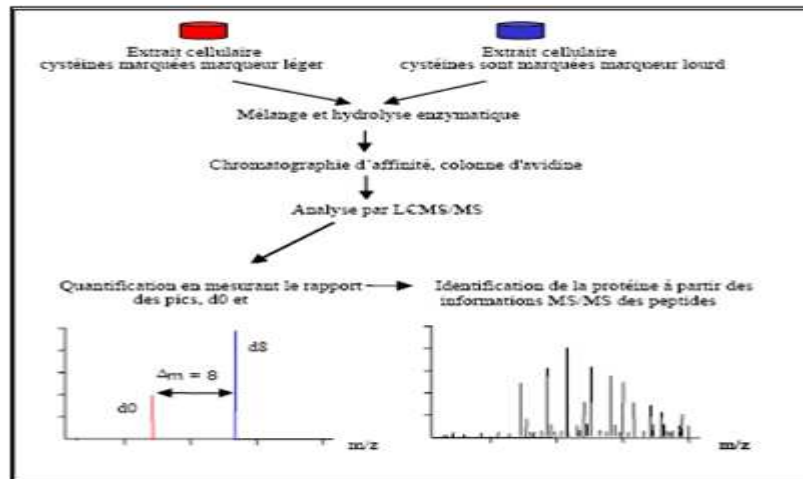 Extrait cellulaire
cystéines marquées marqueur léger
Extrait cellulaire
cystéines sont marquées marqueur lourd
Mélange et hydrolyse enzymatique
Chromatographie d'affinité, colonne d'avidine
Analyse par LCMS/MS
Quantification en mesurant le rapport
des pics, d0 et
Identification de la protéine à partir des
informations MS/MS des peptides
d8
Δm = 8
d0
m/z
m/z